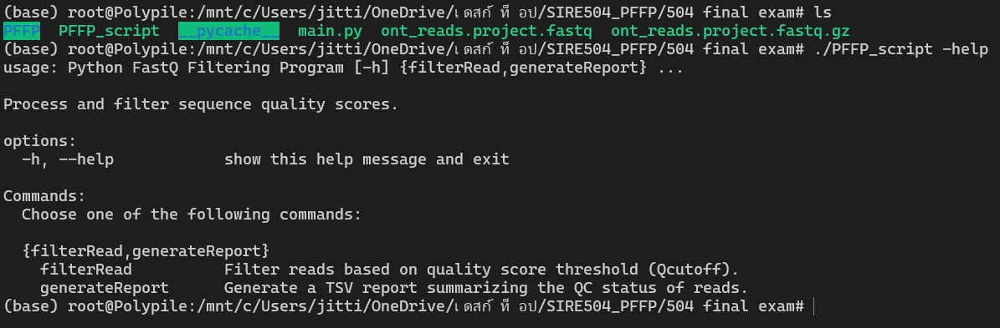 (base) root@Polypile:/mnt/c/Users/jitti/OneDrive/เดสก์ท็อป/SIRE504_PFFP/504 final exam# ls
PFFP  PFFP_script  __pycache__  main.py  ont_reads.project.fastq  ont_reads.project.fastq.gz
(base) root@Polypile:/mnt/c/Users/jitti/OneDrive/เดสก์ท็อป/SIRE504_PFFP/504 final exam# ./PFFP_script -help
usage: Python FastQ Filtering Program [-h] {filterRead,generateReport} ...

Process and filter sequence quality scores.

options:
  -h, --help            show this help message and exit

Commands:
  Choose one of the following commands:

  {filterRead,generateReport}
    filterRead          Filter reads based on quality score threshold (Qcutoff).
    generateReport      Generate a TSV report summarizing the QC status of reads.
(base) root@Polypile:/mnt/c/Users/jitti/OneDrive/เดสก์ท็อป/SIRE504_PFFP/504 final exam#